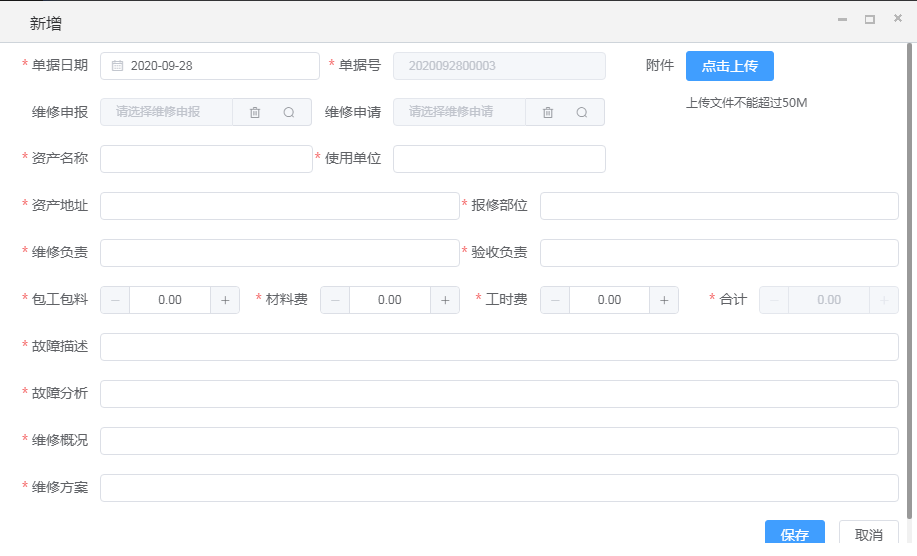 新增
* 单据日期 2020-09-28 * 单据号 2020092800003 附件 点击上传
维修申报 请选择维修申报 维修申请 请选择维修申请 上传文件不能超过50M
* 资产名称 * 使用单位
* 资产地址 * 报修部位
* 维修负责 * 验收负责
* 包工包料 − 0.00 + * 材料费 − 0.00 + * 工时费 − 0.00 + * 合计 − 0.00 +
* 故障描述
* 故障分析
* 维修概况
* 维修方案
保存 取消